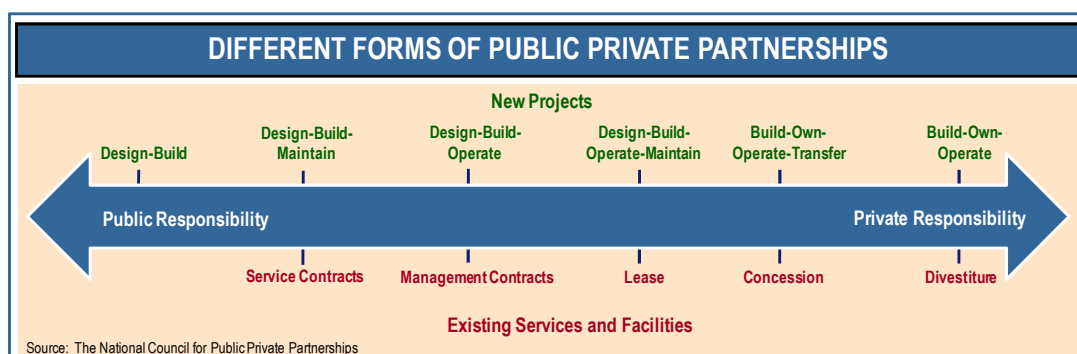 DIFFERENT FORMS OF PUBLIC PRIVATE PARTNERSHIPS
New Projects
Design-Build
Design-Build-
Maintain
Design-Build-
Operate
Design-Build-
Operate-Maintain
Build-Own-
Operate-Transfer
Build-Own-
Operate
Public Responsibility
Private Responsibility
Service Contracts
Management Contracts
Lease
Concession
Divestiture
Existing Services and Facilities
Source: The National Council for Public Private Partnerships